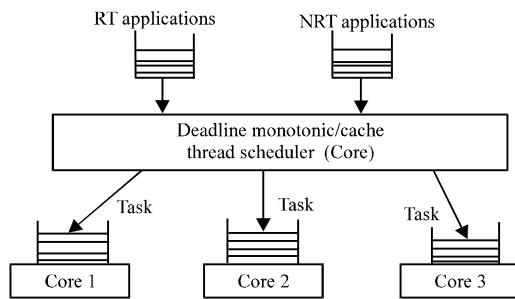 RT applications
NRT applications
Deadline monotonic/cache
thread scheduler (Core)
Task
Task
Task
Core 1
Core 2
Core 3